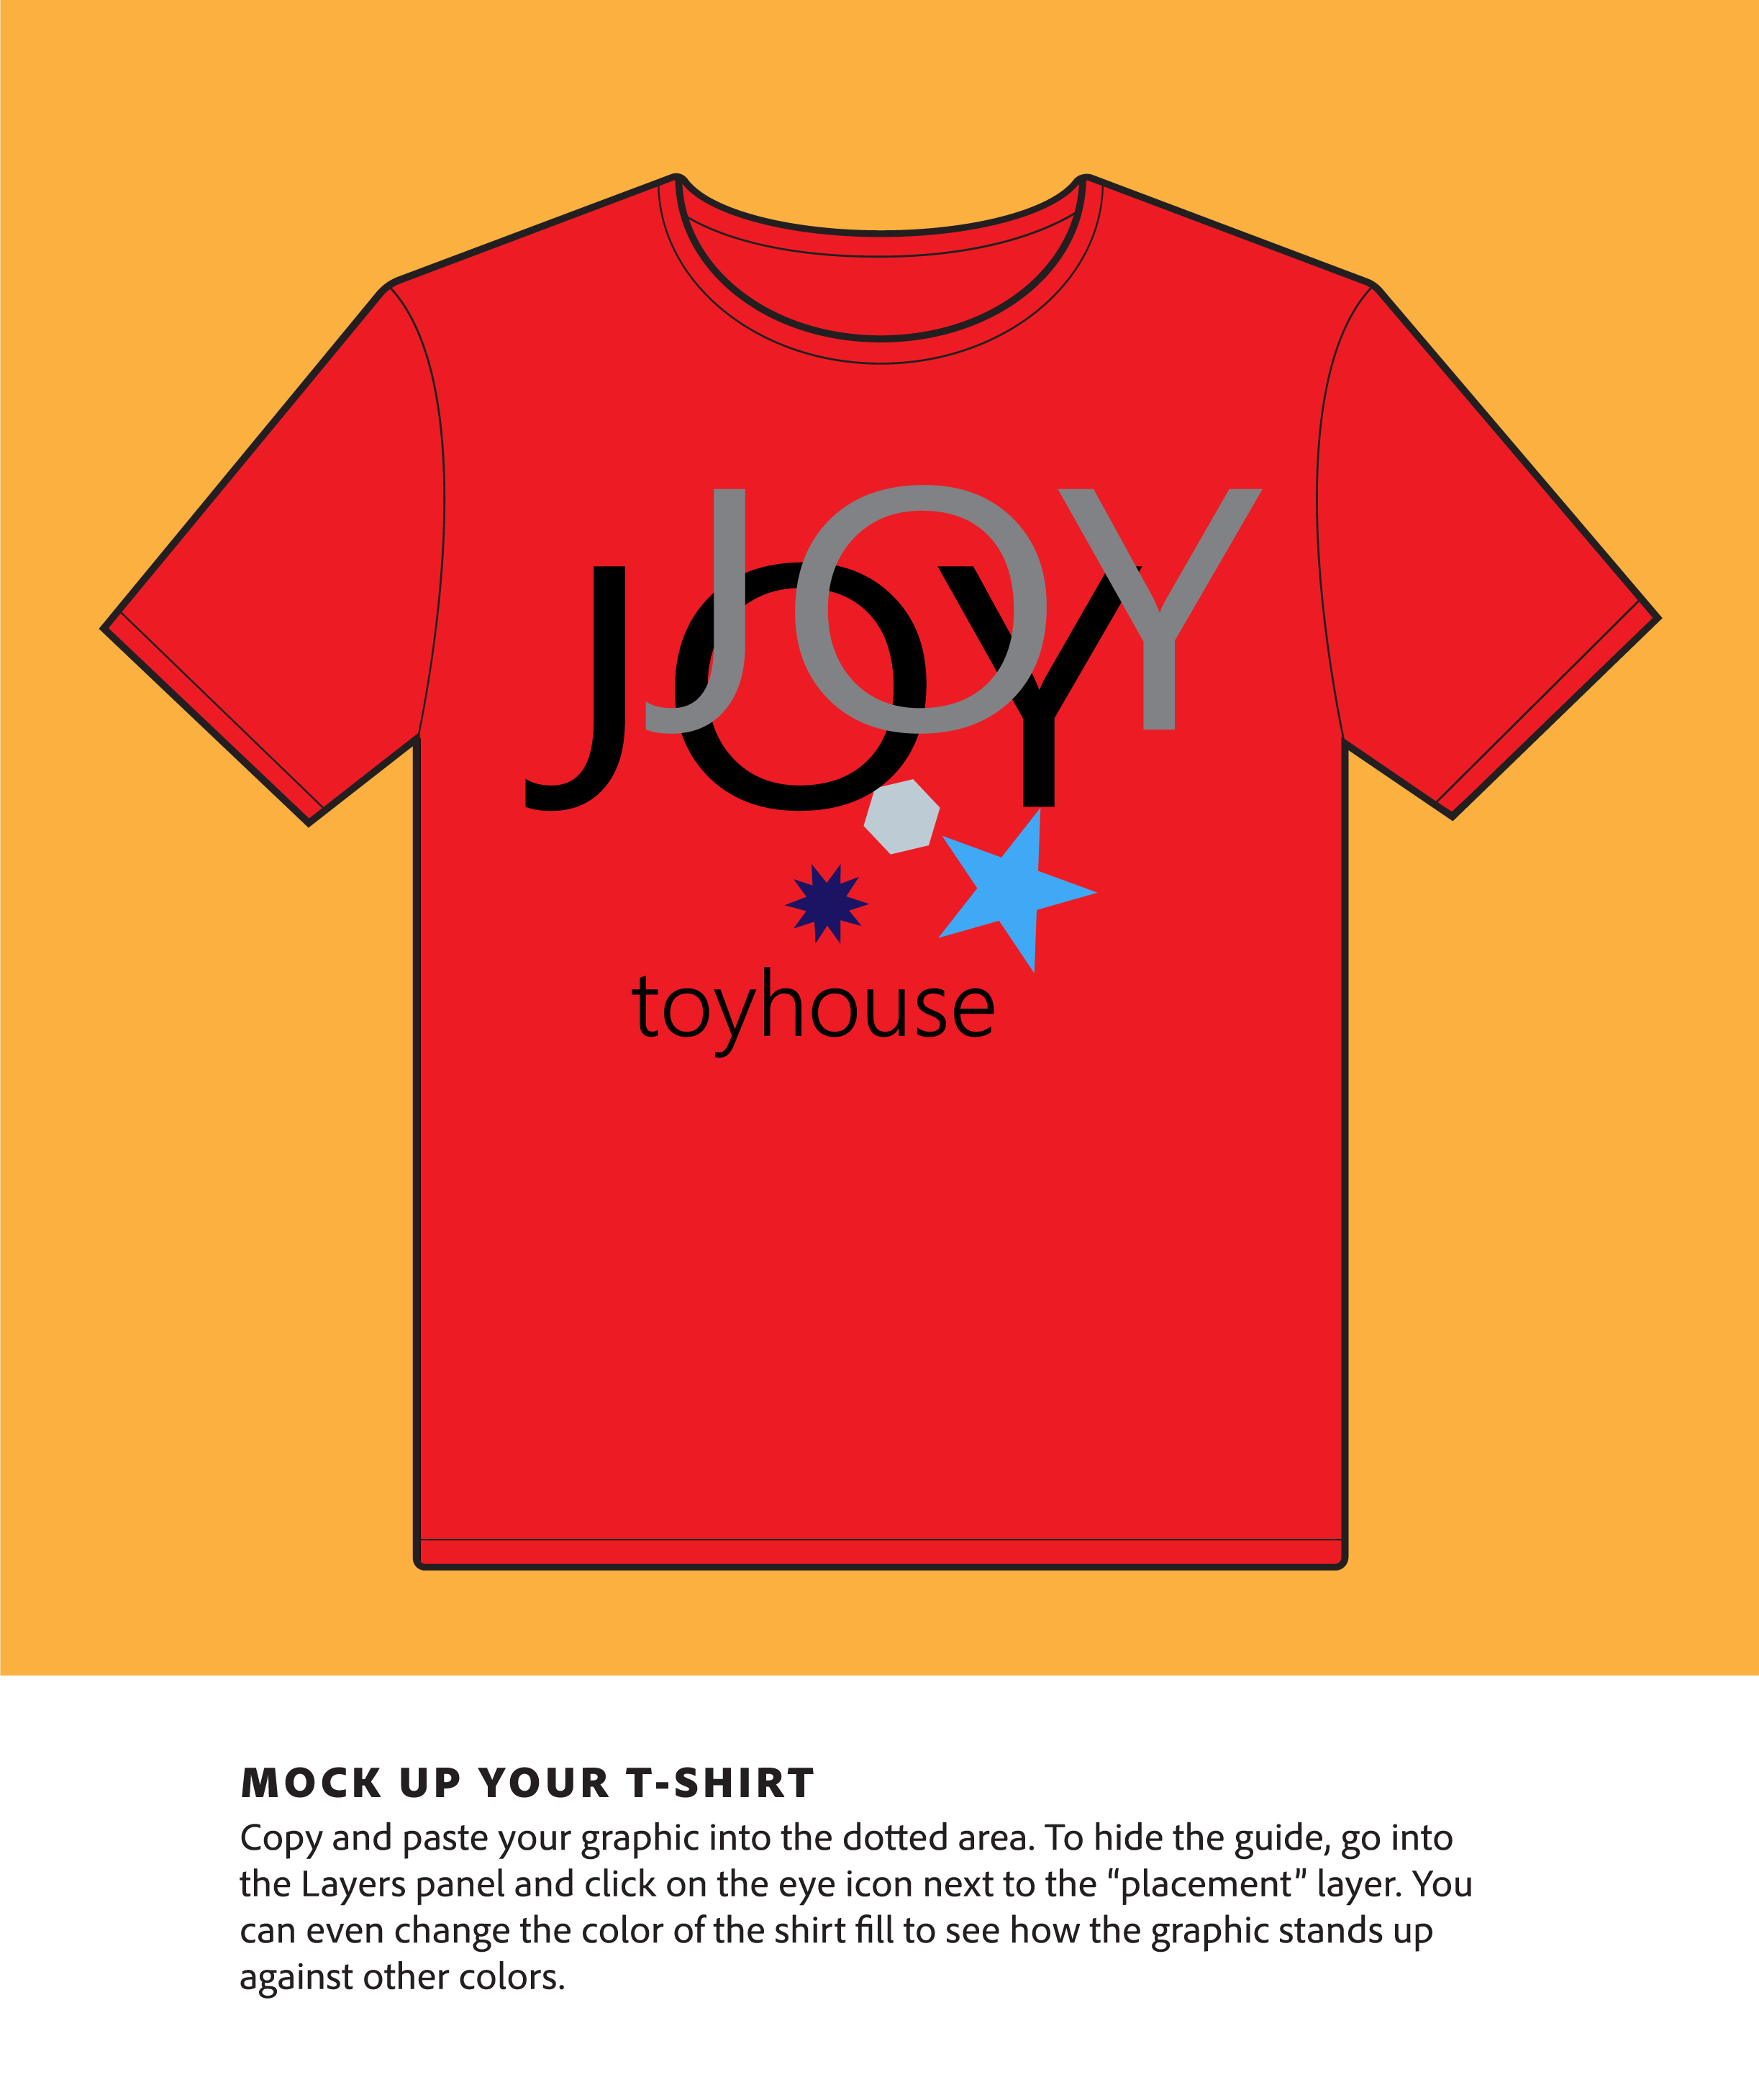 JOY
JOY
toyhouse
MOCK UP YOUR T-SHIRT
Copy and paste your graphic into the dotted area. To hide the guide, go into
the Layers panel and click on the eye icon next to the “placement” layer. You
can even change the color of the shirt fill to see how the graphic stands up
against other colors.